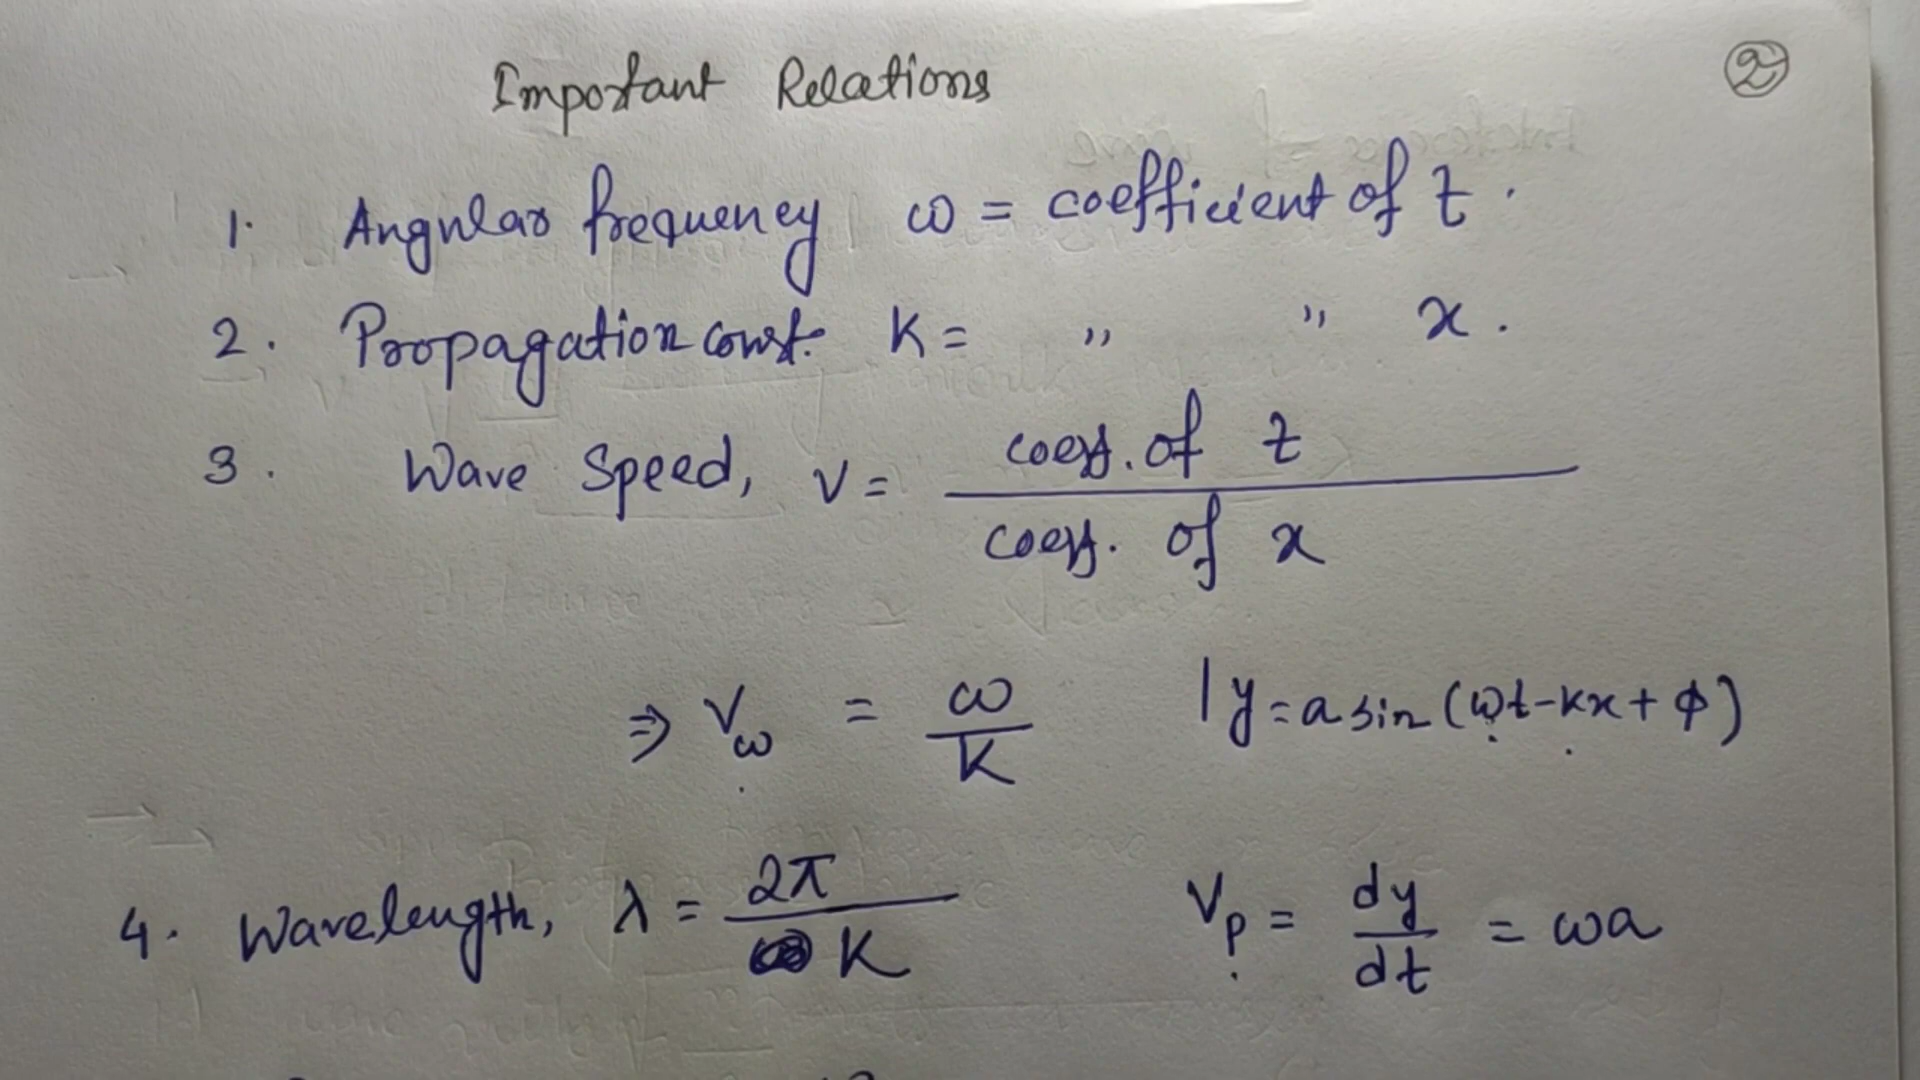 Important Relations
②
1. Angular frequency ω = coefficient of t.
2. Propagation const. K = " " x.
3. Wave Speed, v = coeff. of t / coeff. of x
⇒ Vω = ω / K | y = a sin (ωt - kx + φ)
4. Wavelength, λ = 2π / K Vp = dy / dt = ωa